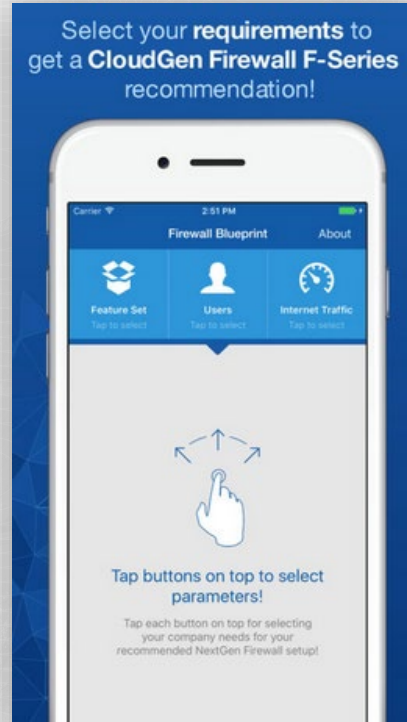 Select your requirements to
get a CloudGen Firewall F-Series
recommendation!
Carrier
2:51 PM
Firewall Blueprint
About
Feature Set
Tap to select
Users
Tap to select
Internet Traffic
Tap to select
Tap buttons on top to select
parameters!
Tap each button on top for selecting
your company needs for your
recommended NextGen Firewall setup!